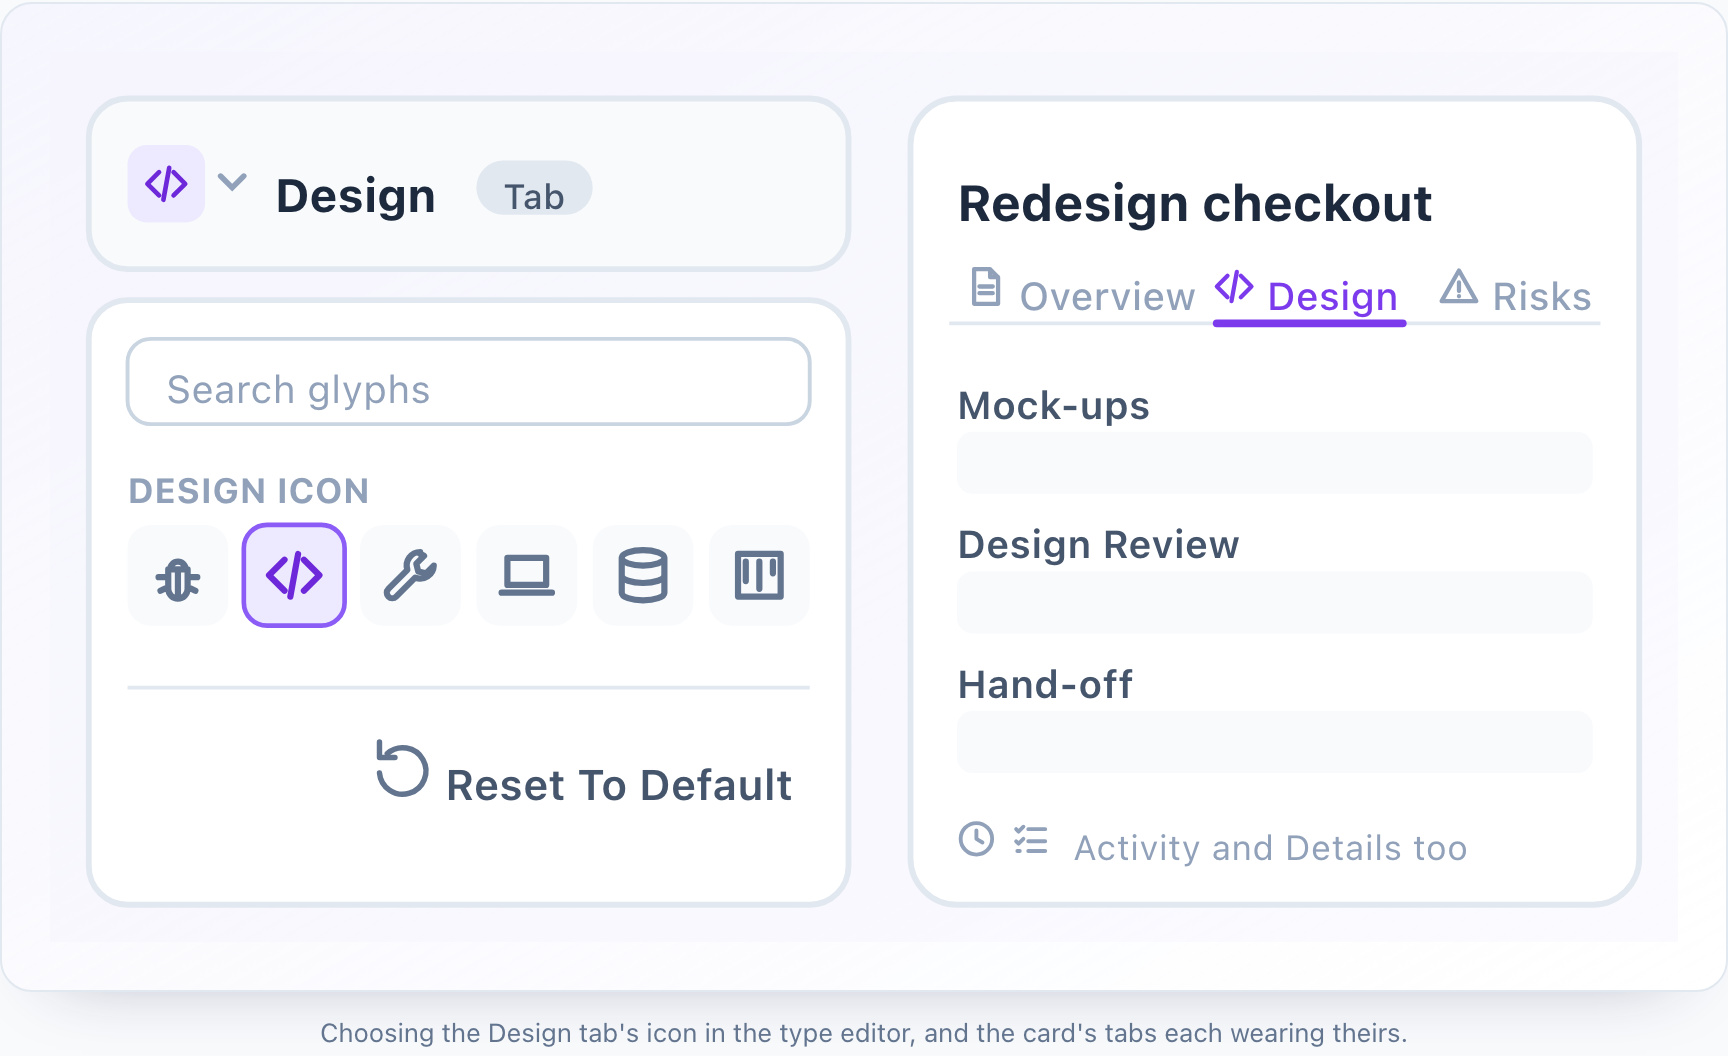 Design
Tab
Search glyphs
DESIGN ICON
Reset To Default
Redesign checkout
Overview
Design
Risks
Mock-ups
Design Review
Hand-off
Activity and Details too
Choosing the Design tab's icon in the type editor, and the card's tabs each wearing theirs.